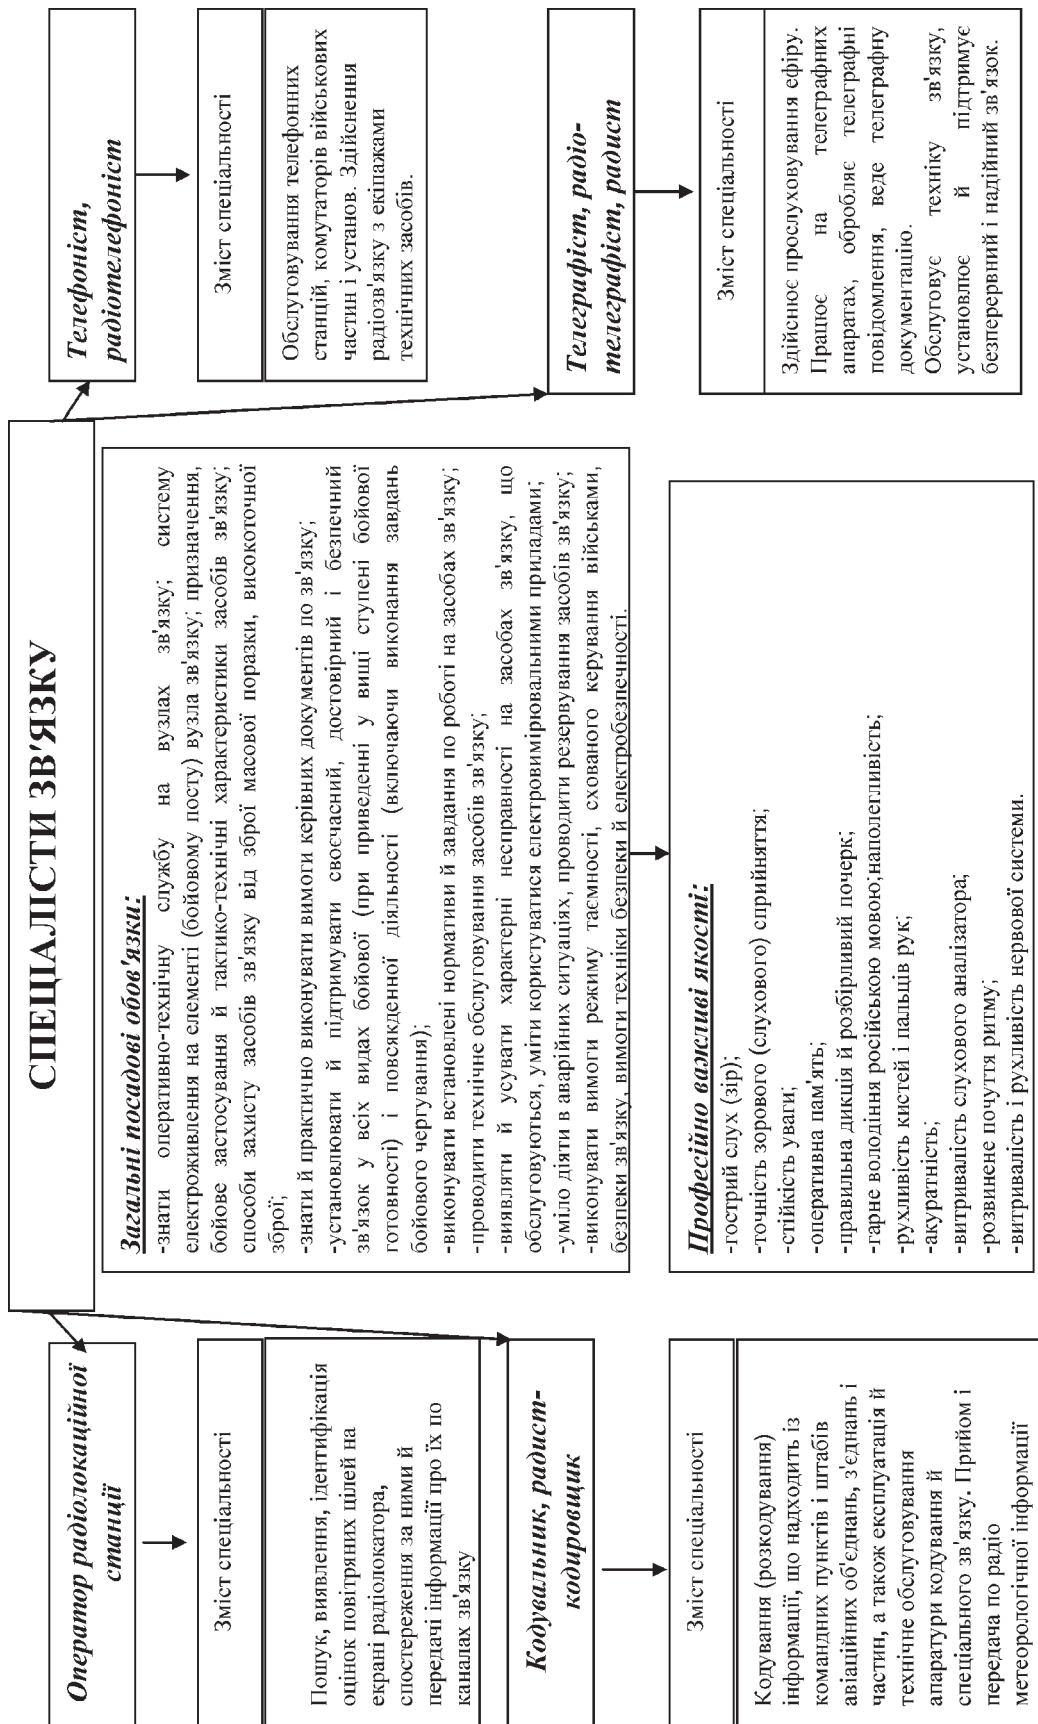 СПЕЦІАЛІСТИ ЗВ'ЯЗКУ
Оператор радіолокаційної
станції
Зміст спеціальності
Пошук, виявлення, ідентифікація
оцінок повітряних цілей на
екрані радіолокатора,
спостереження за ними й
передачі інформації про їх по
каналах зв'язку
Кодувальник, радист-
кодировщик
Зміст спеціальності
Кодування (розкодування)
інформації, що надходить із
командних пунктів і штабів
авіаційних об'єднань, з'єднань і
частин, а також експлуатація й
технічне обслуговування
апаратури кодування й
спеціального зв'язку. Прийом і
передача по радіо
метеорологічної інформації
Загальні посадові обов'язки:
-знати оперативно-технічну службу на вузлах зв'язку; систему
електроживлення на елементі (бойовому посту) вузла зв'язку; призначення,
бойове застосування й тактико-технічні характеристики засобів зв'язку;
способи захисту засобів зв'язку від зброї масової поразки, високоточної
зброї;
-знати й практично виконувати вимоги керівних документів по зв'язку;
-установлювати й підтримувати своєчасний, достовірний і безпечний
зв'язок у всіх видах бойової (при приведенні у вищі ступені бойової
готовності) і повсякденної діяльності (включаючи виконання завдань
бойового чергування);
-виконувати встановлені нормативи й завдання по роботі на засобах зв'язку;
-проводити технічне обслуговування засобів зв'язку;
-виявляти й усувати характерні несправності на засобах зв'язку, що
обслуговуються, уміти користуватися електровимірювальними приладами;
-уміло діяти в аварійних ситуаціях, проводити резервування засобів зв'язку;
-виконувати вимоги режиму таємності, схованого керування військами,
безпеки зв'язку, вимоги техніки безпеки й електробезпечності.
Професійно важливі якості:
-гострий слух (зір);
-точність зорового (слухового) сприйняття;
-стійкість уваги;
-оперативна пам'ять;
-правильна дикція й розбірливий почерк;
-гарне володіння російською мовою;наполегливість;
-рухливість кистей і пальців рук;
-акуратність;
-витривалість слухового аналізатора;
-розвинене почуття ритму;
-витривалість і рухливість нервової системи.
Телефоніст,
радіотелефоніст
Зміст спеціальності
Обслуговування телефонних
станцій, комутаторів військових
частин і установ. Здійснення
радіозв'язку з екіпажами
технічних засобів.
Телеграфіст, радіо-
телеграфіст, радист
Зміст спеціальності
Здійснює прослуховування ефіру.
Працює на телеграфних
апаратах, обробляє телеграфні
повідомлення, веде телеграфну
документацію.
Обслуговує техніку зв'язку,
установлює й підтримує
безперервний і надійний зв'язок.